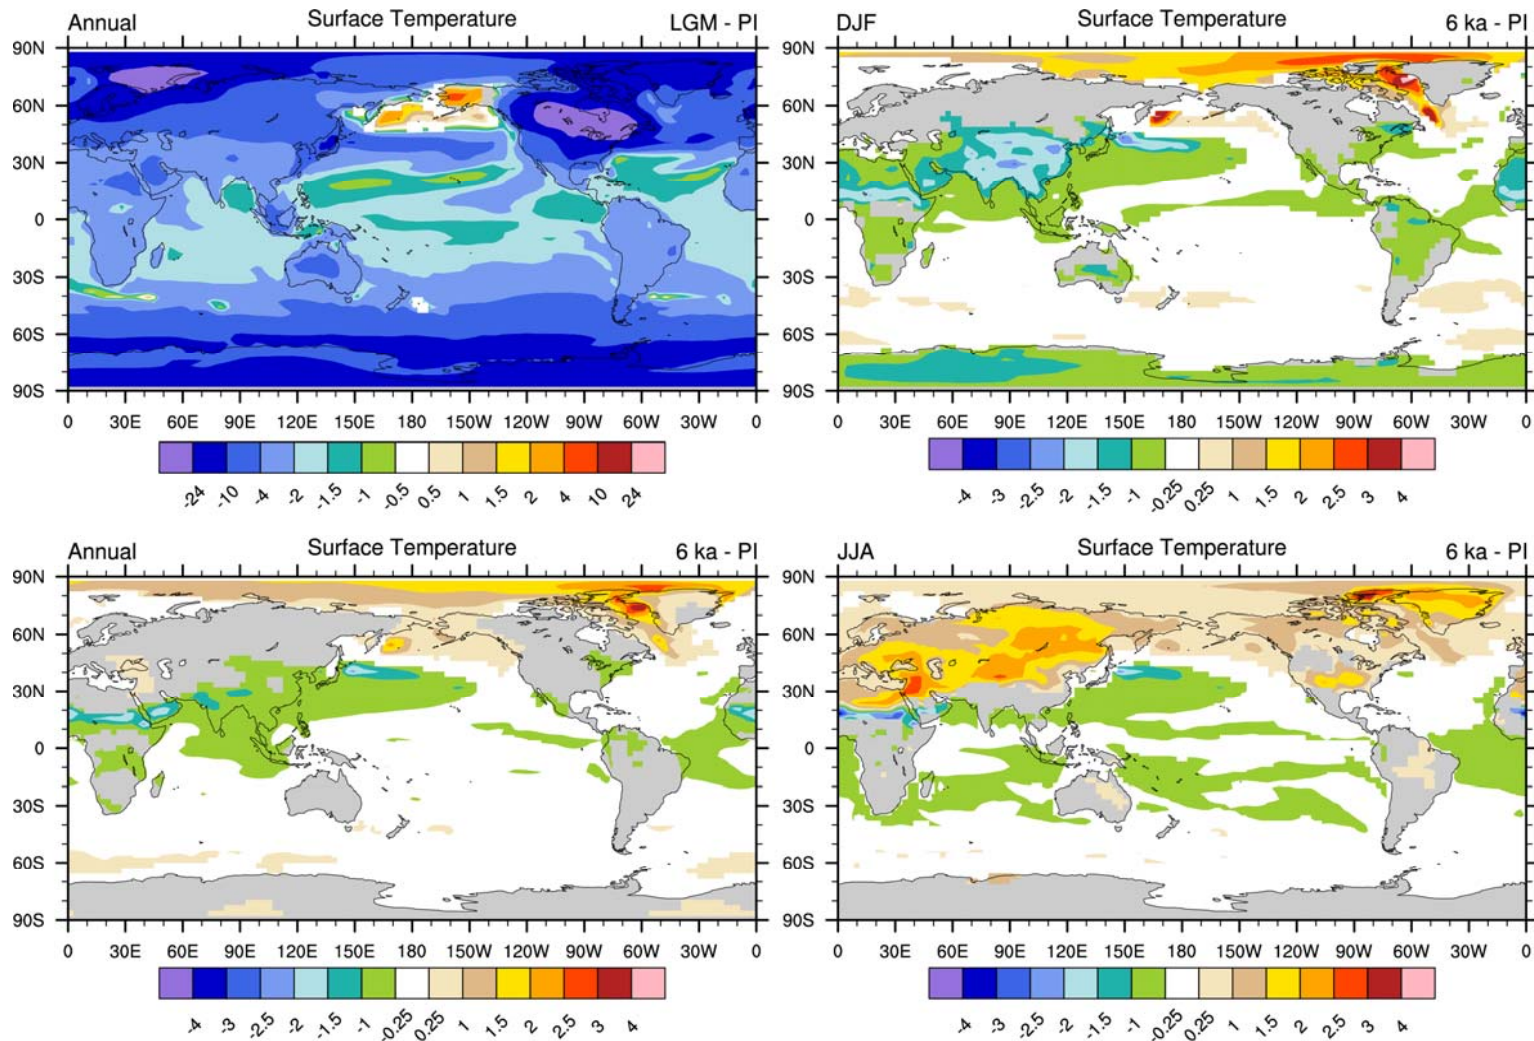 Annual Surface Temperature LGM - PI
90N
60N
30N
0
30S
60S
90S
0 30E 60E 90E 120E 150E 180 150W 120W 90W 60W 30W 0
-24 -10 -4 -2 -1.5 -1 -0.5 0.5 1 1.5 2 4 10 24
DJF Surface Temperature 6 ka - PI
90N
60N
30N
0
30S
60S
90S
0 30E 60E 90E 120E 150E 180 150W 120W 90W 60W 30W 0
-4 -3 -2.5 -2 -1.5 -1 -0.25 0.25 1 1.5 2 2.5 3 4
Annual Surface Temperature 6 ka - PI
90N
60N
30N
0
30S
60S
90S
0 30E 60E 90E 120E 150E 180 150W 120W 90W 60W 30W 0
-4 -3 -2.5 -2 -1.5 -1 -0.25 0.25 1 1.5 2 2.5 3 4
JJA Surface Temperature 6 ka - PI
90N
60N
30N
0
30S
60S
90S
0 30E 60E 90E 120E 150E 180 150W 120W 90W 60W 30W 0
-4 -3 -2.5 -2 -1.5 -1 -0.25 0.25 1 1.5 2 2.5 3 4